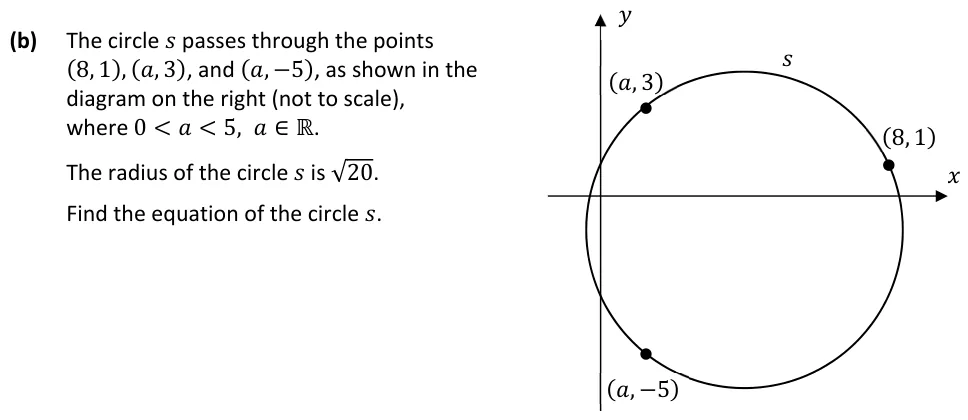 (b) The circle s passes through the points
(8, 1), (a, 3), and (a, −5), as shown in the
diagram on the right (not to scale),
where 0 < a < 5, a ∈ ℝ.
The radius of the circle s is √20.
Find the equation of the circle s.
y
s
(a, 3)
(8, 1)
x
(a, −5)